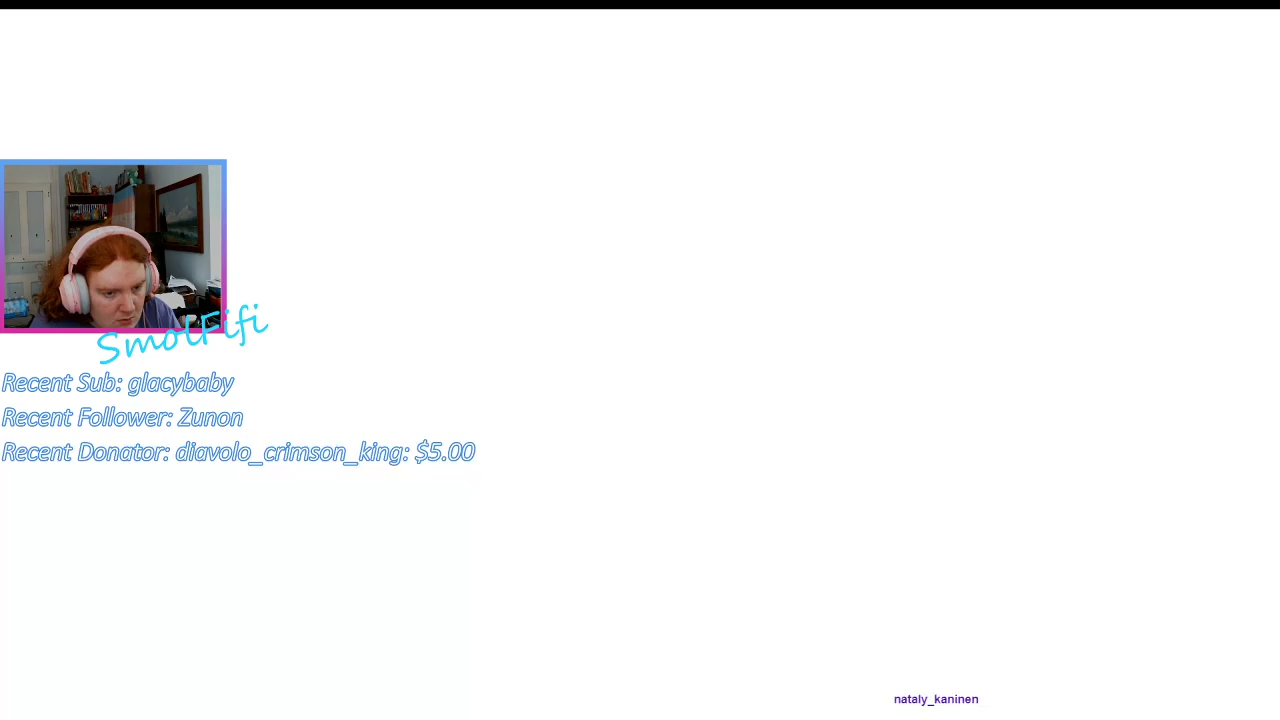 SmolFifi
Recent Sub: glacybaby
Recent Follower: Zunon
Recent Donator: diavolo_crimson_king: $5.00
nataly_kaninen